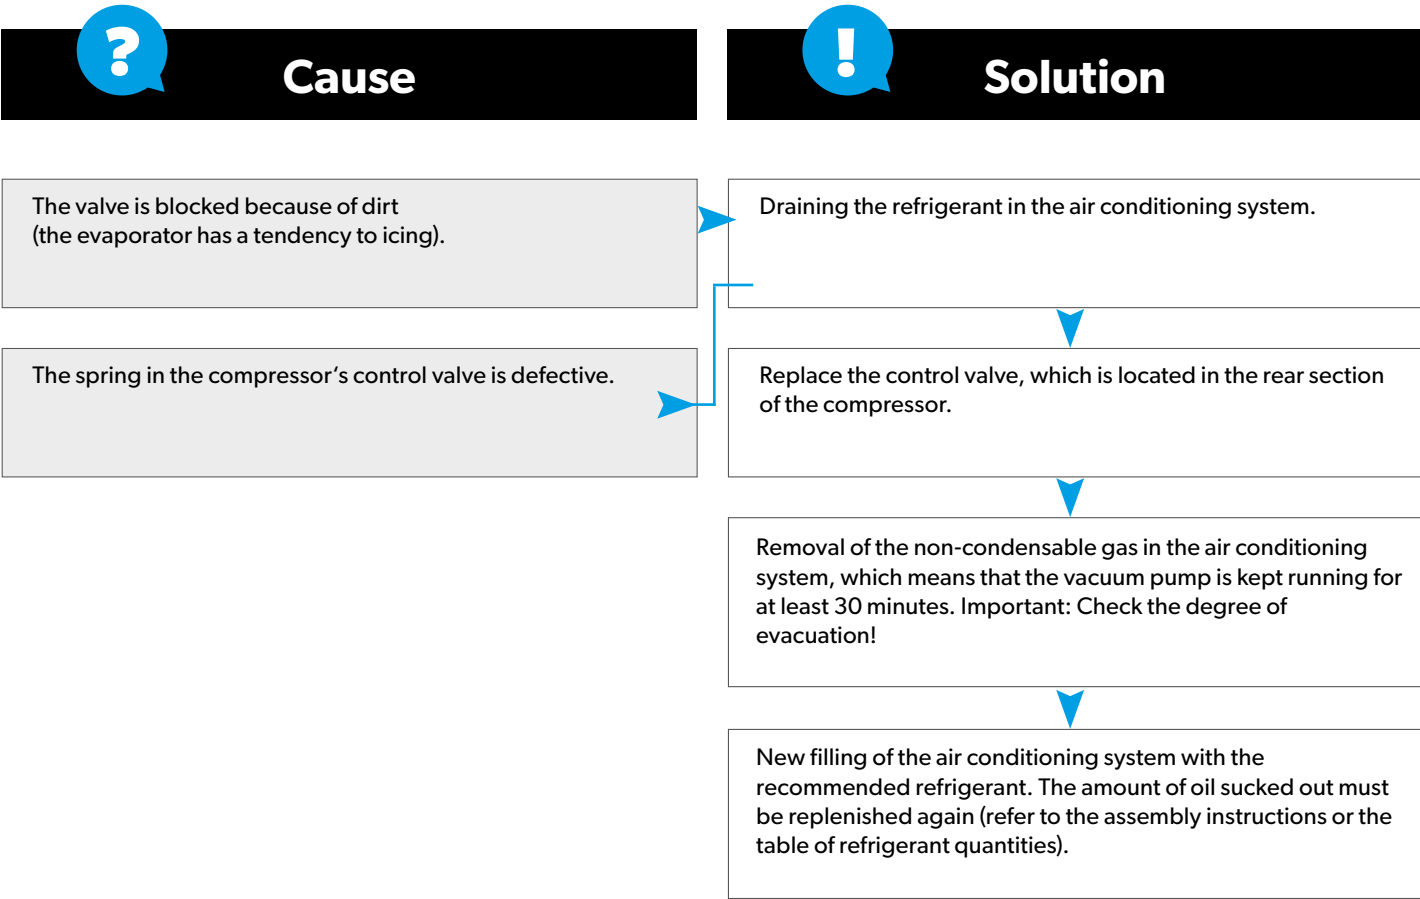 ?
Cause
!
Solution
The valve is blocked because of dirt
(the evaporator has a tendency to icing).
Draining the refrigerant in the air conditioning system.
The spring in the compressor‘s control valve is defective.
Replace the control valve, which is located in the rear section
of the compressor.
Removal of the non-condensable gas in the air conditioning
system, which means that the vacuum pump is kept running for
at least 30 minutes. Important: Check the degree of
evacuation!
New filling of the air conditioning system with the
recommended refrigerant. The amount of oil sucked out must
be replenished again (refer to the assembly instructions or the
table of refrigerant quantities).